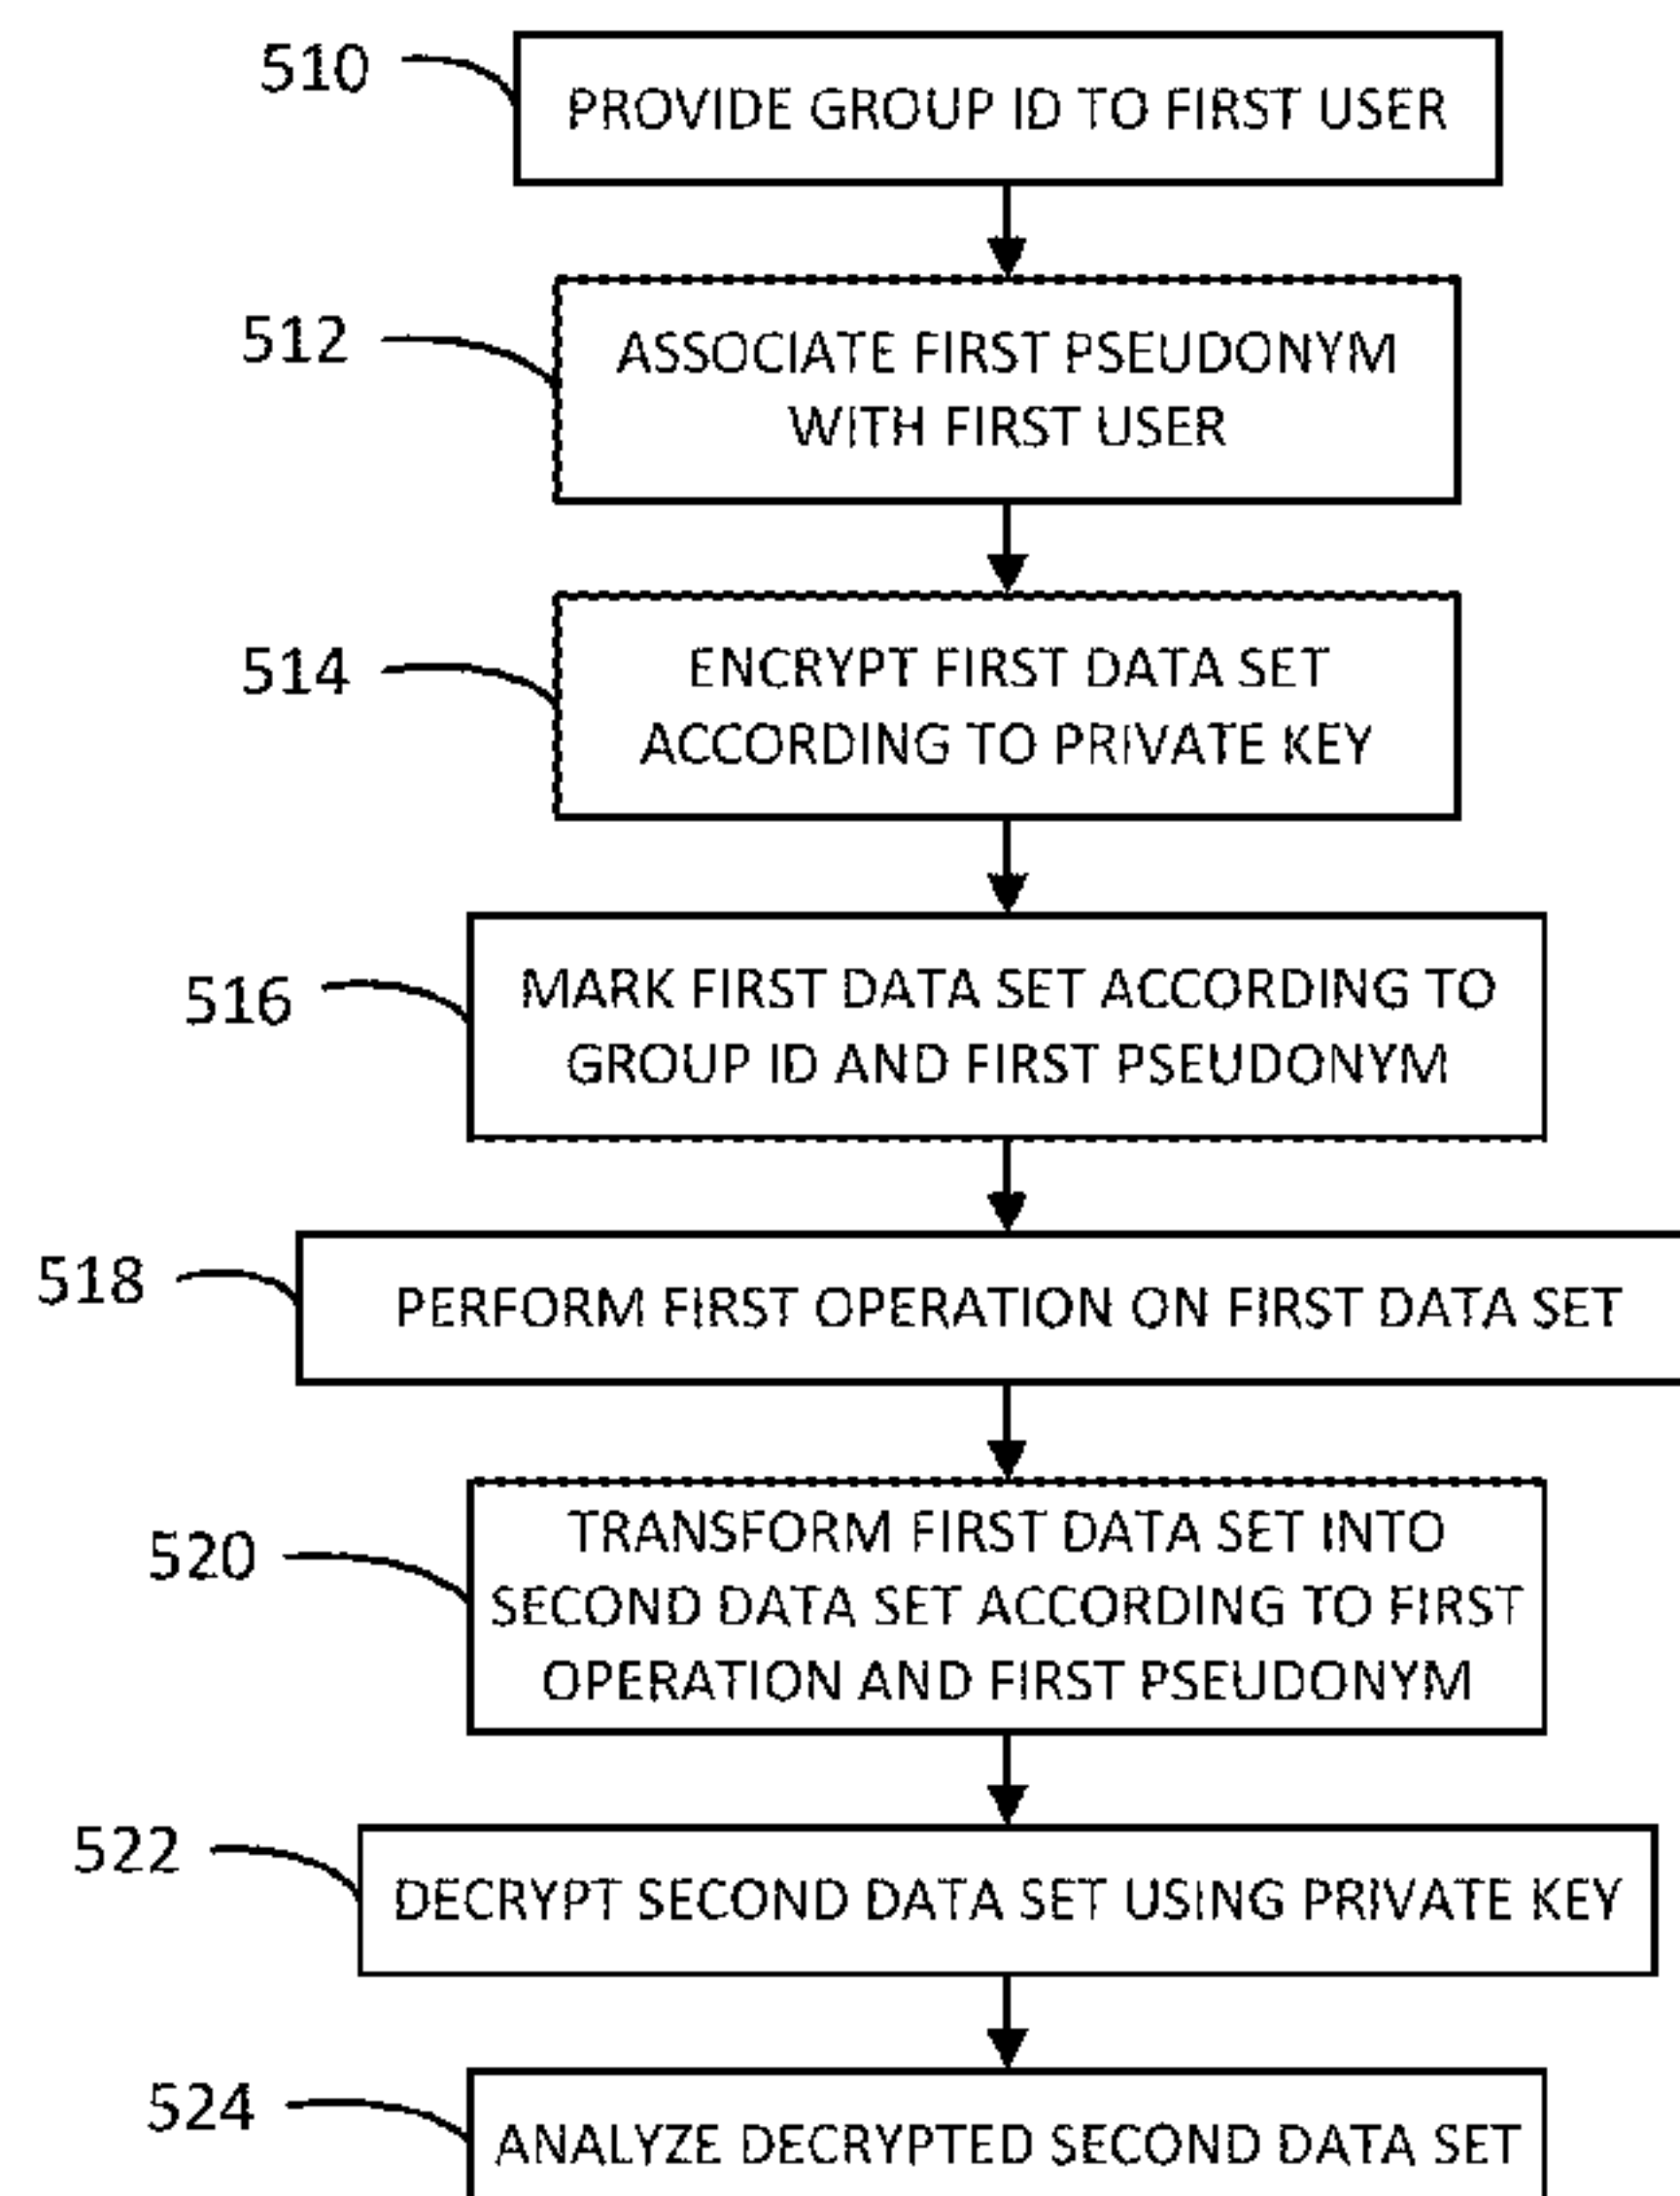 510
PROVIDE GROUP ID TO FIRST USER
512
ASSOCIATE FIRST PSEUDONYM
WITH FIRST USER
514
ENCRYPT FIRST DATA SET
ACCORDING TO PRIVATE KEY
516
MARK FIRST DATA SET ACCORDING TO
GROUP ID AND FIRST PSEUDONYM
518
PERFORM FIRST OPERATION ON FIRST DATA SET
520
TRANSFORM FIRST DATA SET INTO
SECOND DATA SET ACCORDING TO FIRST
OPERATION AND FIRST PSEUDONYM
522
DECRYPT SECOND DATA SET USING PRIVATE KEY
524
ANALYZE DECRYPTED SECOND DATA SET